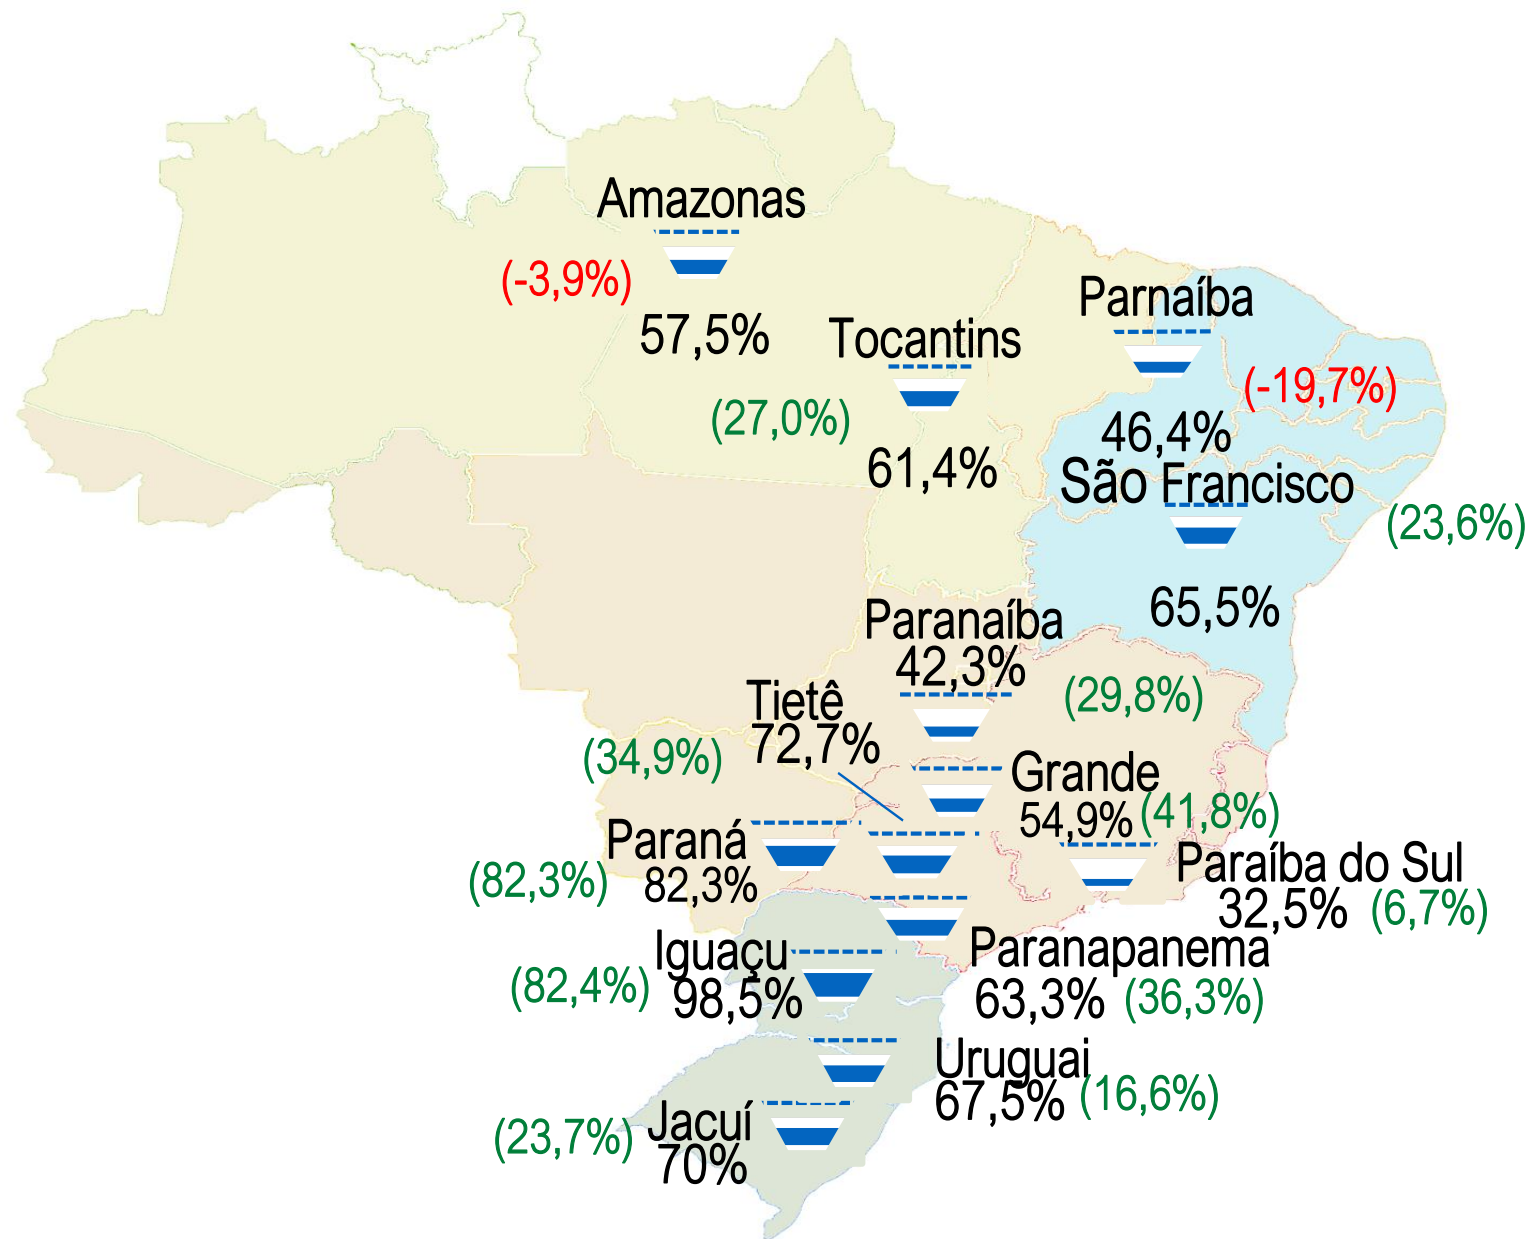 Amazonas
(-3,9%)
57,5%
Parnaíba
(-19,7%)
46,4%
Tocantins
(27,0%)
61,4%
São Francisco
(23,6%)
65,5%
Paranaíba
42,3%
(29,8%)
Tietê
72,7%
(34,9%)
Grande
54,9% (41,8%)
Paraná
82,3%
(82,3%)
Paraíba do Sul
32,5% (6,7%)
Iguaçu
98,5%
(82,4%)
Paranapanema
63,3% (36,3%)
Uruguai
67,5% (16,6%)
Jacuí
70%
(23,7%)